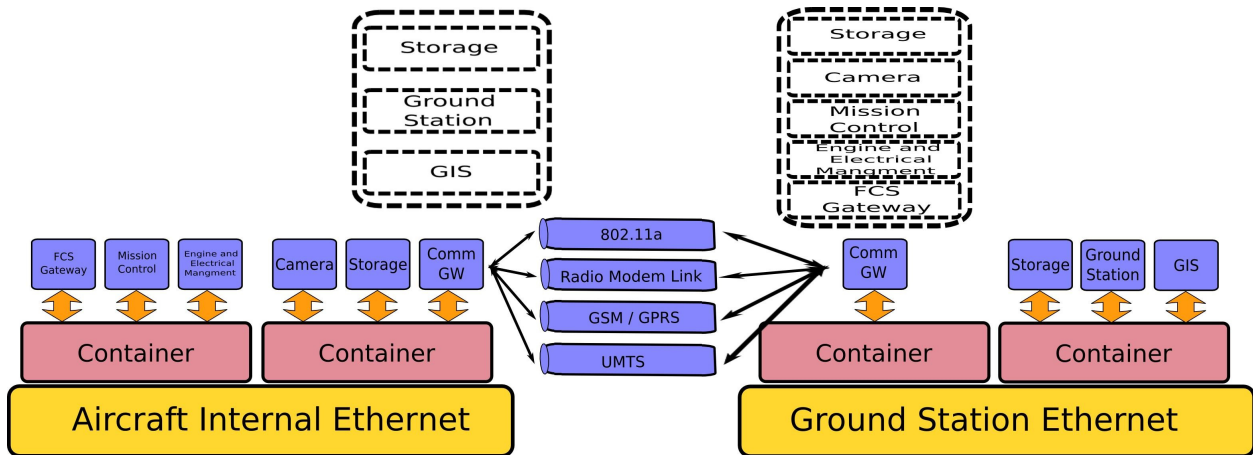 Storage
Ground
Station
GIS
Storage
Camera
Mission
Control
Engine and
Electrical
Mangment
FCS
Gateway
FCS
Gateway
Mission
Control
Engine and
Electrical
Mangment
Camera
Storage
Comm
GW
802.11a
Radio Modem Link
GSM / GPRS
UMTS
Comm
GW
Storage
Ground
Station
GIS
Container
Container
Container
Container
Aircraft Internal Ethernet
Ground Station Ethernet